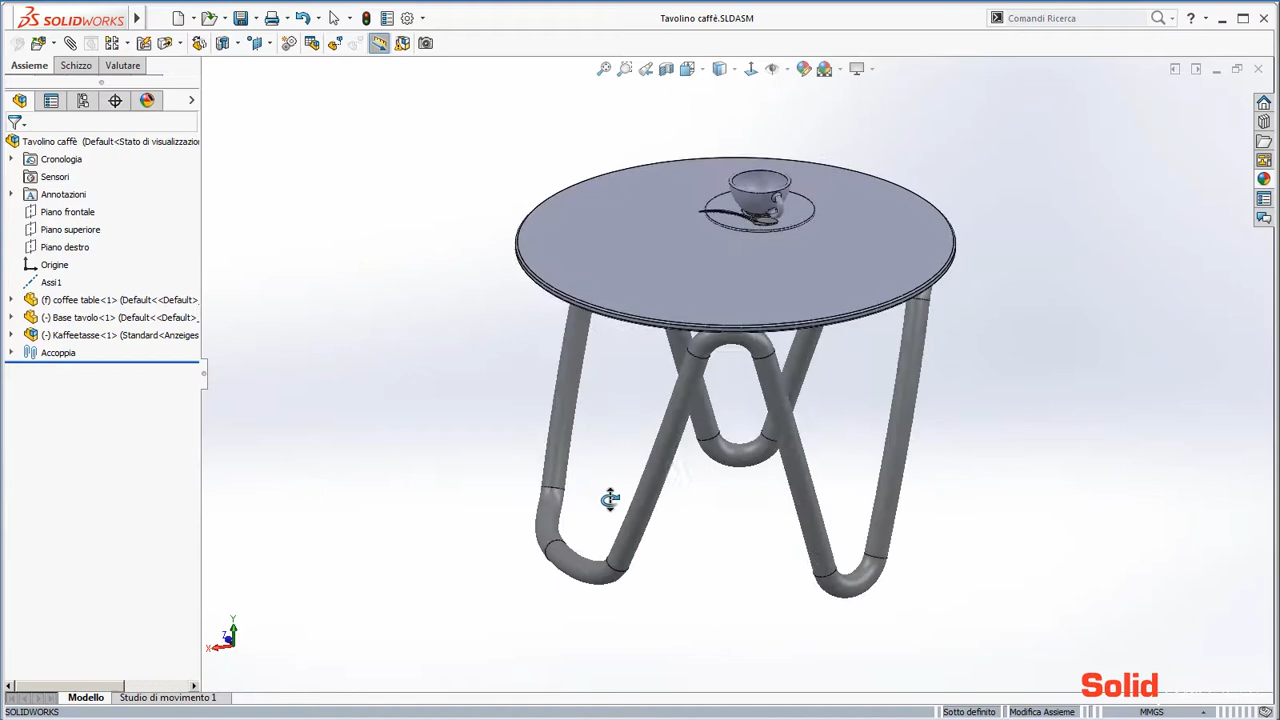 SOLIDWORKS
Tavolino caffè.SLDASM
Comandi Ricerca
?
Assieme Schizzo Valutare
Tavolino caffè (Default<Stato di visualizzazion
Cronologia
Sensori
Annotazioni
Piano frontale
Piano superiore
Piano destro
Origine
Assi1
(f) coffee table<1> (Default<<Default>
(-) Base tavolo<1> (Default<<Default>
(-) Kaffeetasse<1> (Standard<Anzeiges
Accoppia
Y
Z
X
Solid
Modello Studio di movimento 1
SOLIDWORKS
Sotto definito Modifica Assieme MMGS